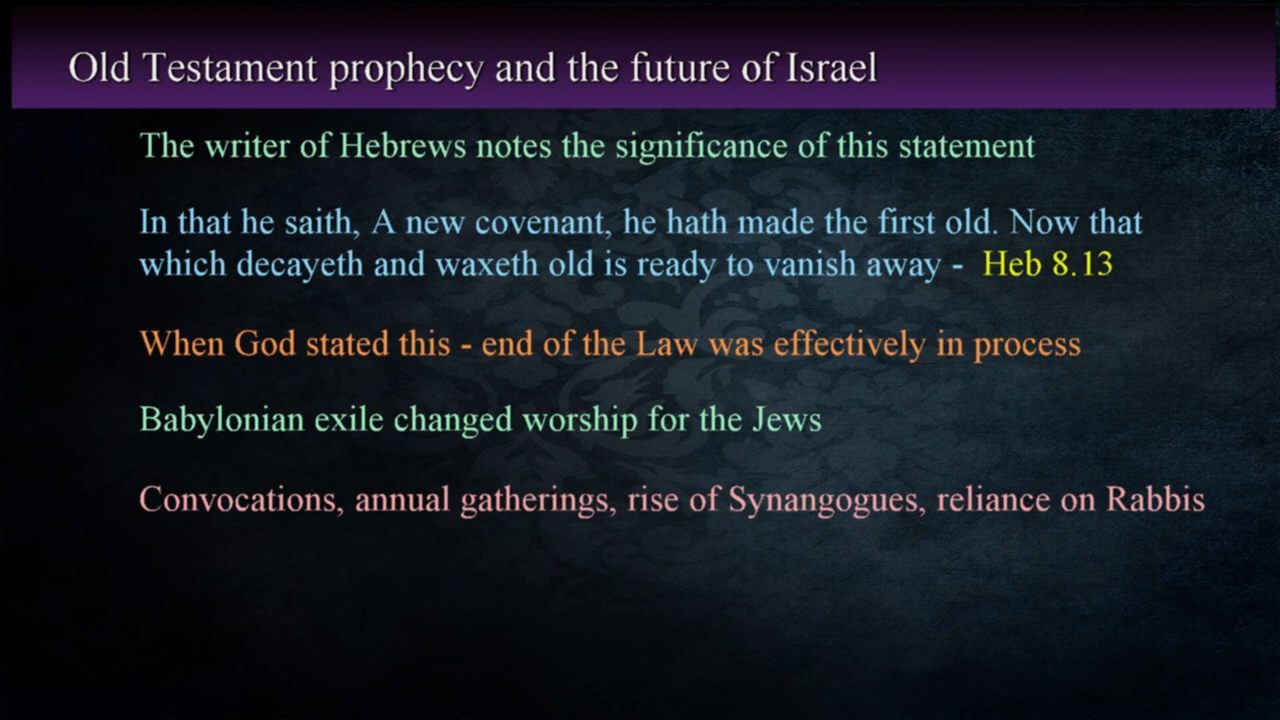 Old Testament prophecy and the future of Israel
The writer of Hebrews notes the significance of this statement
In that he saith, A new covenant, he hath made the first old. Now that
which decayeth and waxeth old is ready to vanish away - Heb 8.13
When God stated this - end of the Law was effectively in process
Babylonian exile changed worship for the Jews
Convocations, annual gatherings, rise of Synangogues, reliance on Rabbis